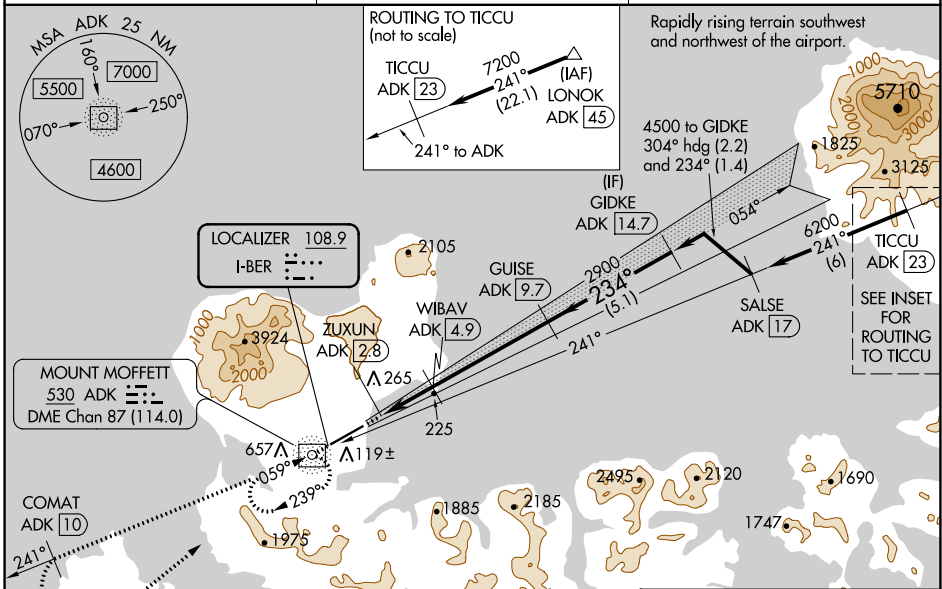 MSA ADK 25 NM
160°
5500
7000
070°
250°
4600
ROUTING TO TICCU
(not to scale)
TICCU
ADK 23
7200
241°
(22.1)
(IAF)
LONOK
ADK 45
241° to ADK
Rapidly rising terrain southwest
and northwest of the airport.
1000
5710
2000
3000
1825
3125
4500 to GIDKE
304° hdg (2.2)
and 234° (1.4)
(IF)
GIDKE
ADK 14.7
054°
6200
241°
(6)
TICCU
ADK 23
SEE INSET
FOR
ROUTING
TO TICCU
LOCALIZER 108.9
I-BER
2105
2900
234°
(5.1)
GUISE
ADK 9.7
241°
SALSE
ADK 17
WIBAV
ADK 4.9
ZUXUN
ADK 2.8
1000
3924
2000
265
225
MOUNT MOFFETT
530 ADK
DME Chan 87 (114.0)
657
119±
059°
239°
COMAT
ADK 10
241°
1975
1885
2185
2495
2120
1690
1747